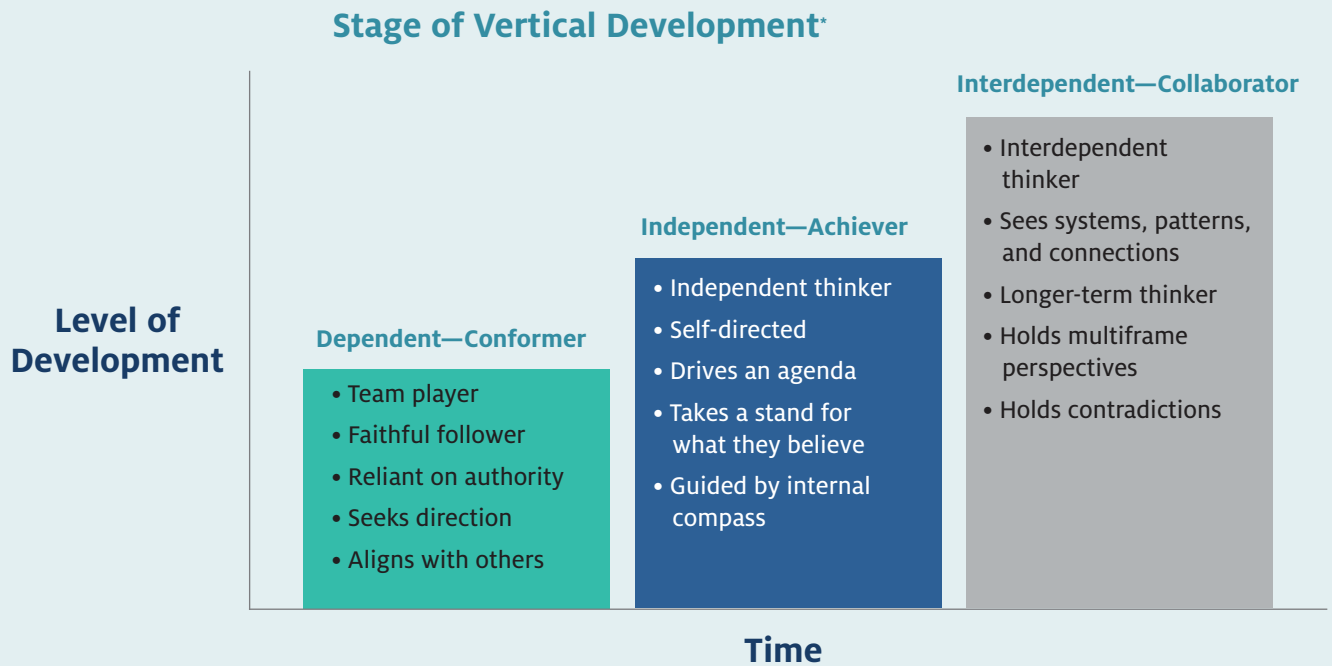 Stage of Vertical Development*
Level of
Development
Dependent—Conformer
• Team player
• Faithful follower
• Reliant on authority
• Seeks direction
• Aligns with others
Independent—Achiever
• Independent thinker
• Self-directed
• Drives an agenda
• Takes a stand for
what they believe
• Guided by internal
compass
Interdependent—Collaborator
• Interdependent
thinker
• Sees systems, patterns,
and connections
• Longer-term thinker
• Holds multiframe
perspectives
• Holds contradictions
Time